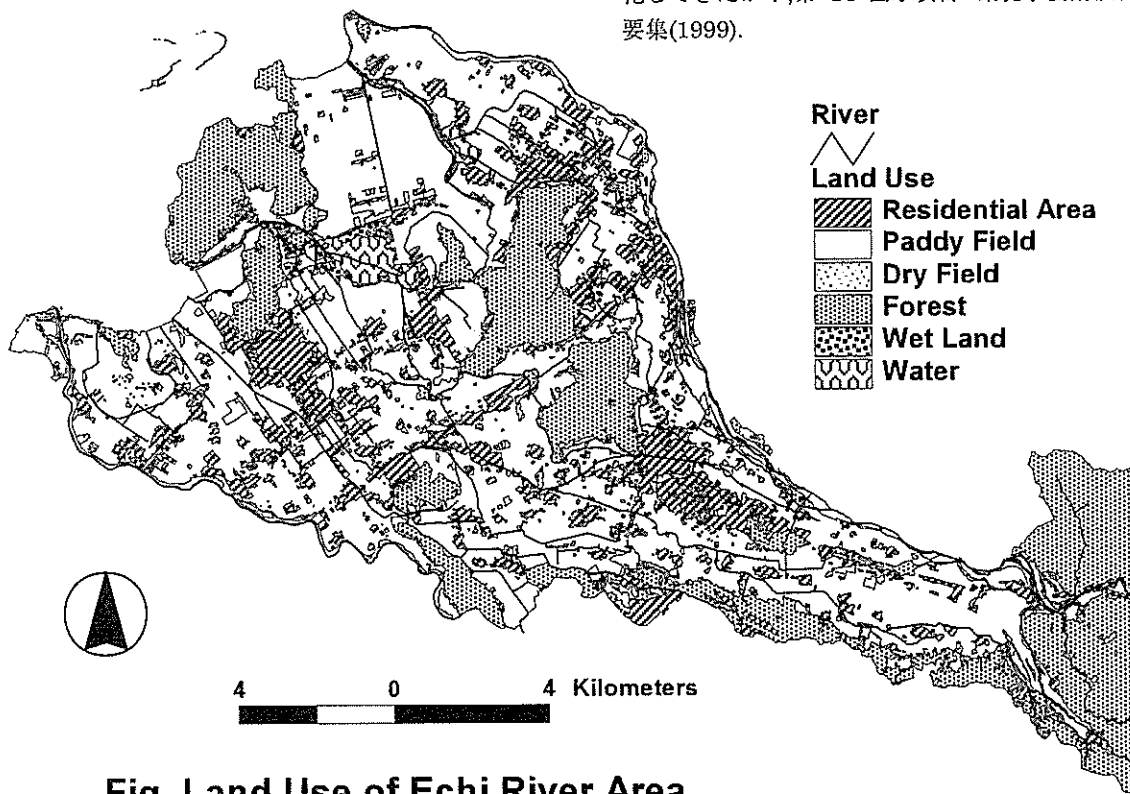 要集(1999).
River
Land Use
Residential Area
Paddy Field
Dry Field
Forest
Wet Land
Water
4 0 4 Kilometers
Fig. Land Use of Echi River Area